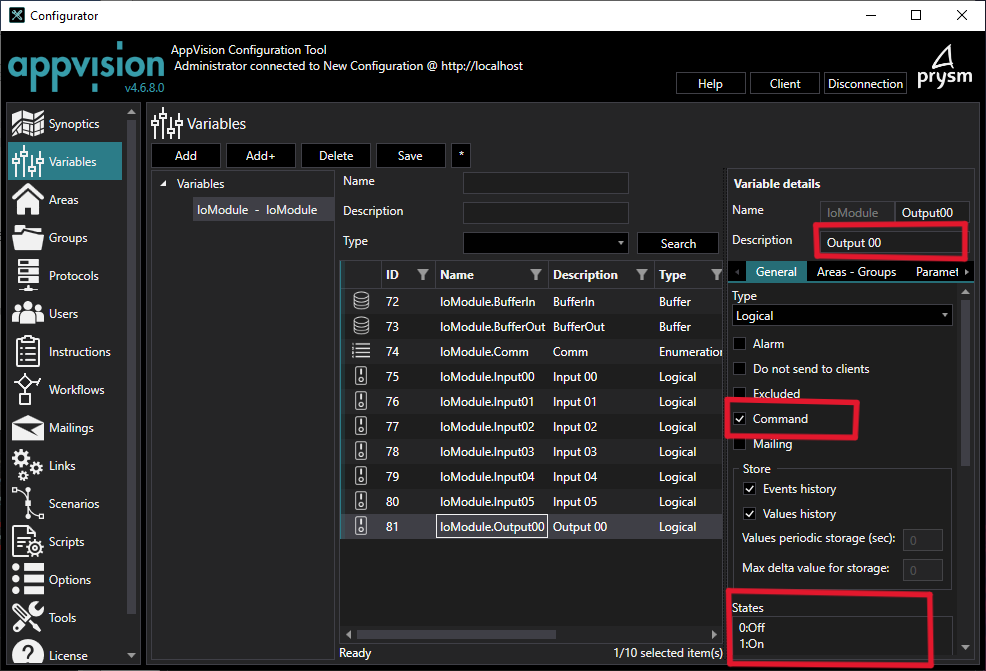 Configurator
appvision
v4.6.8.0
AppVision Configuration Tool
Administrator connected to New Configuration @ http://localhost
Help
Client
Disconnection
prysm
Synoptics
Variables
Areas
Groups
Protocols
Users
Instructions
Workflows
Mailings
Links
Scenarios
Scripts
Options
Tools
License
Variables
Add
Add+
Delete
Save
*
Variables
IoModule - IoModule
Name
Description
Type
Search
ID Name Description Type
72 IoModule.BufferIn BufferIn Buffer
73 IoModule.BufferOut BufferOut Buffer
74 IoModule.Comm Comm Enumeration
75 IoModule.Input00 Input 00 Logical
76 IoModule.Input01 Input 01 Logical
77 IoModule.Input02 Input 02 Logical
78 IoModule.Input03 Input 03 Logical
79 IoModule.Input04 Input 04 Logical
80 IoModule.Input05 Input 05 Logical
81 IoModule.Output00 Output 00 Logical
Ready
1/10 selected item(s)
Variable details
Name IoModule Output00
Description Output 00
General Areas - Groups Paramet
Type
Logical
Alarm
Do not send to clients
Excluded
Command
Mailing
Store
Events history
Values history
Values periodic storage (sec): 0
Max delta value for storage: 0
States
0:Off
1:On